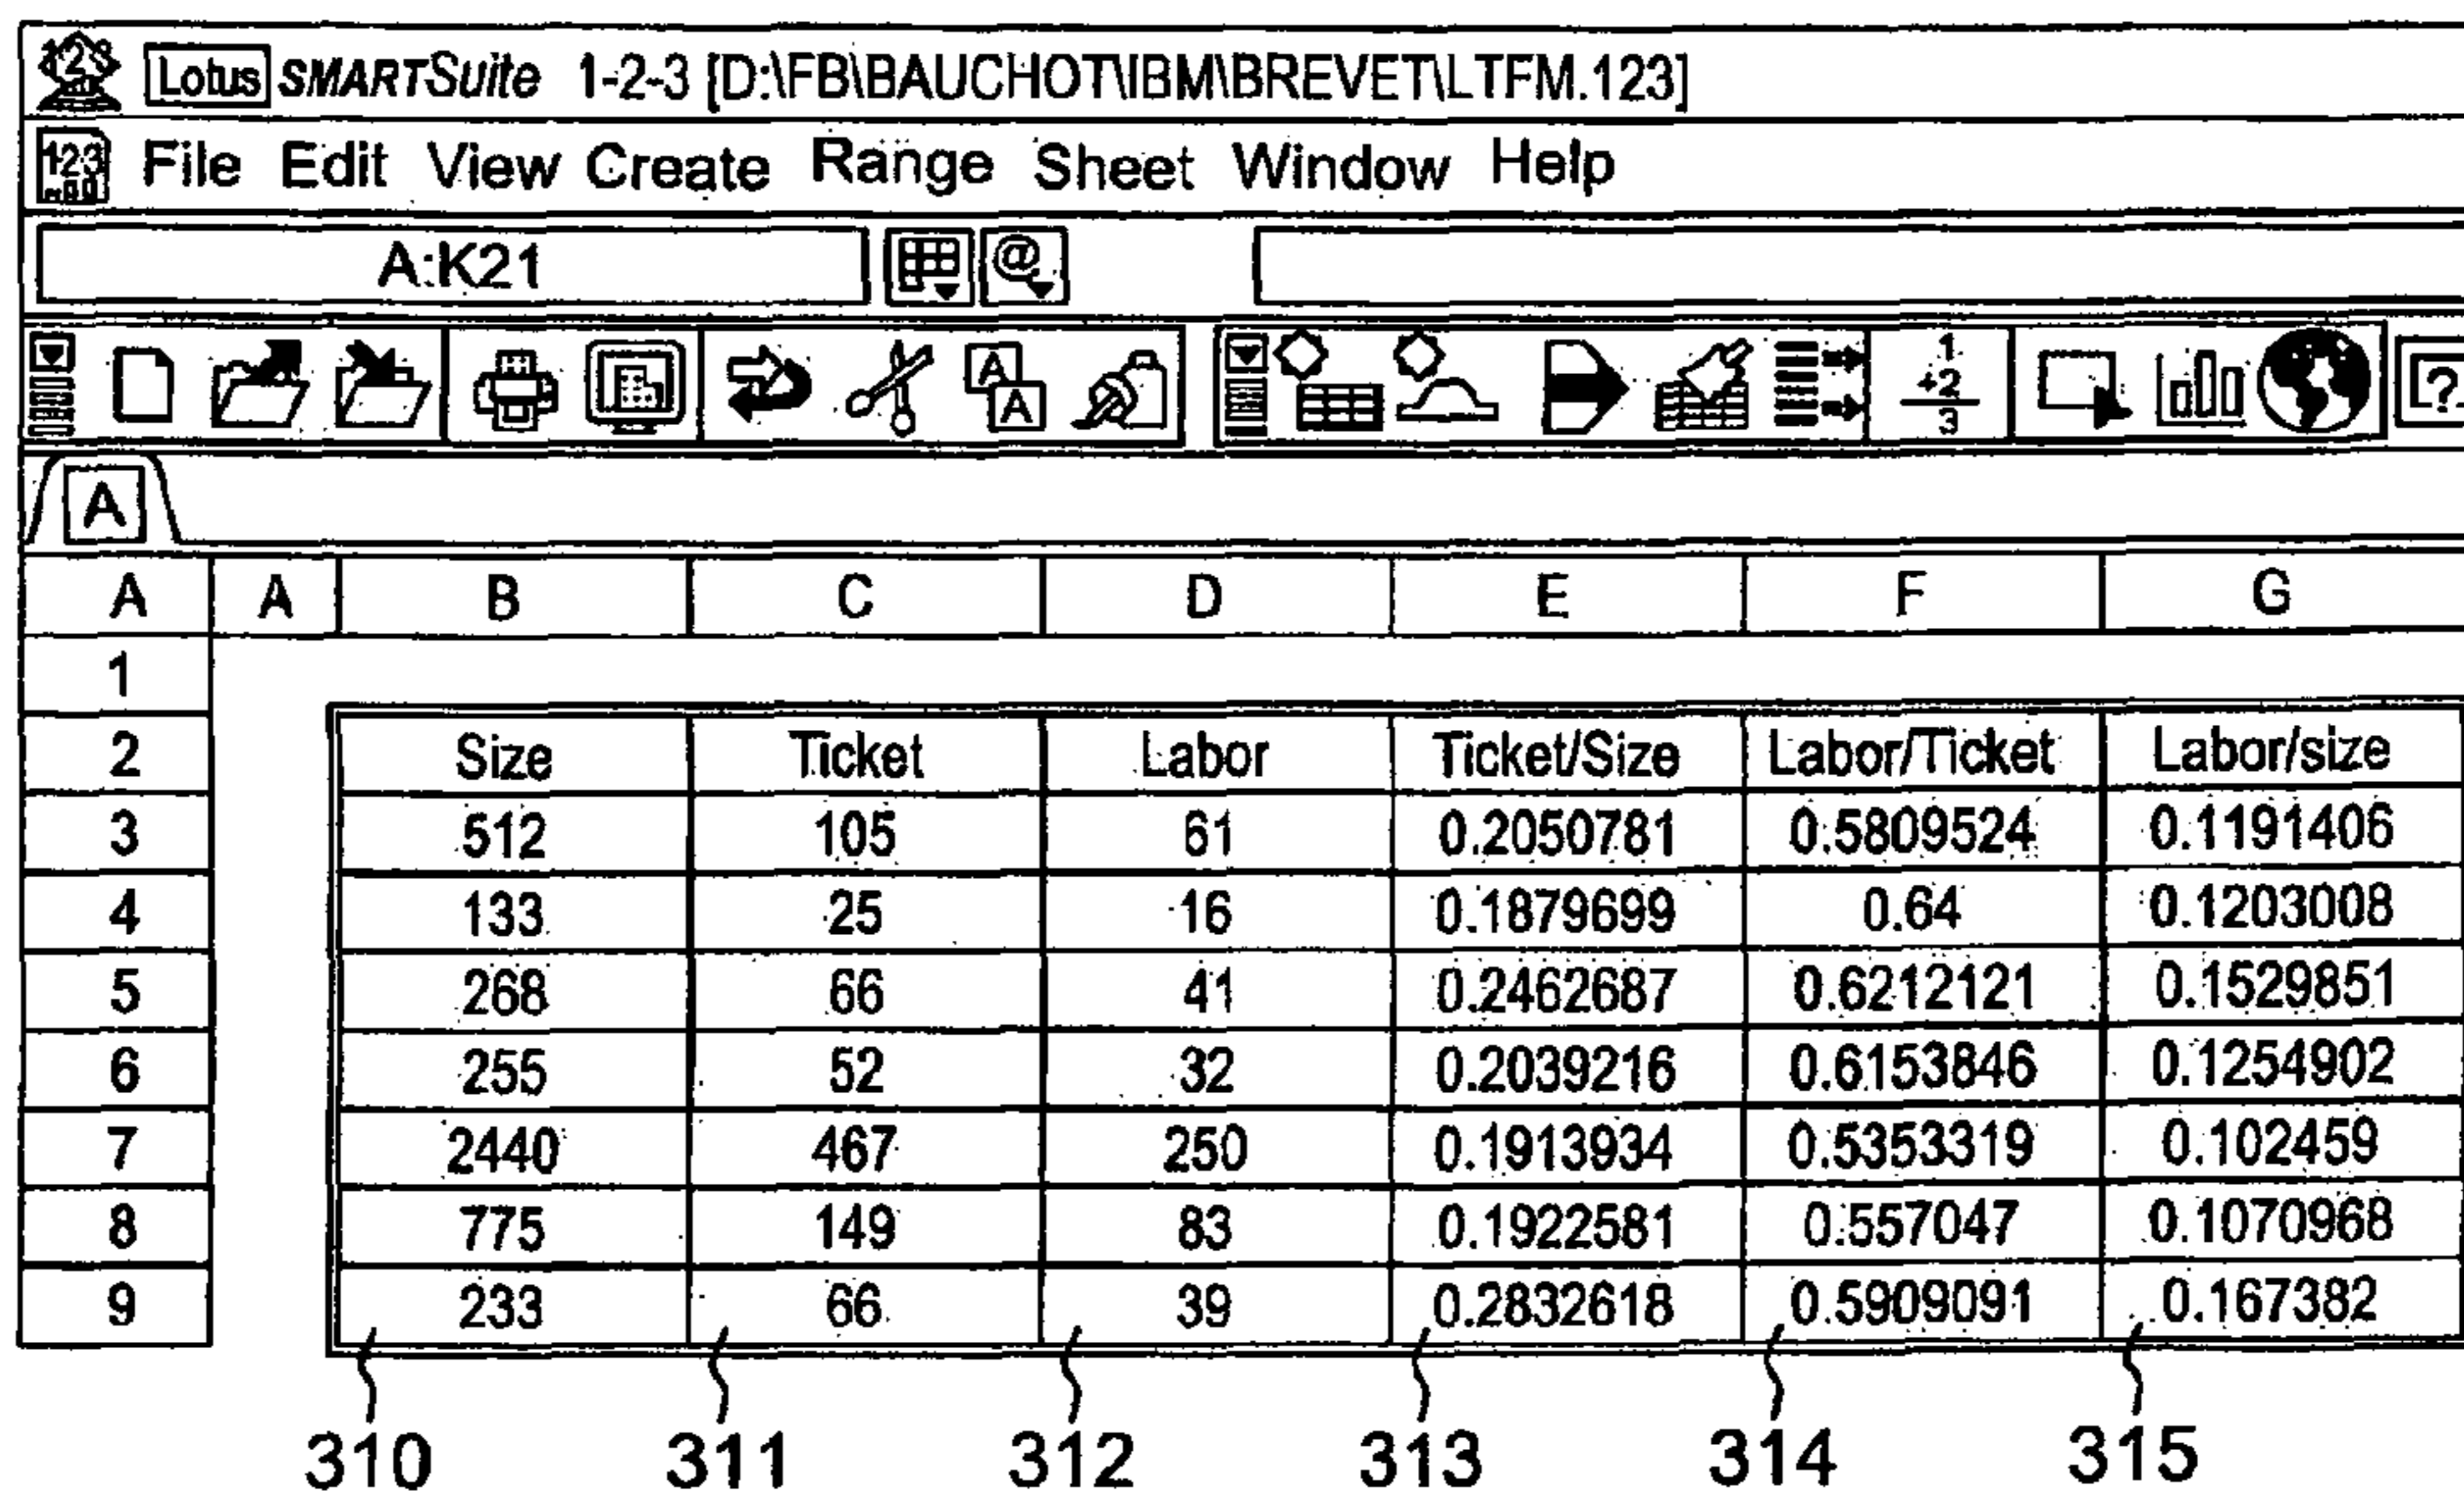 Lotus SMARTSuite 1-2-3 [D:\FB\BAUCHOT\IBM\BREVET\LTFM.123]
123 File Edit View Create Range Sheet Window Help
A:K21 @
A A 1 +2 3 ?
A
A A B C D E F G
1
2 Size Ticket Labor Ticket/Size Labor/Ticket Labor/size
3 512 105 61 0.2050781 0.5809524 0.1191406
4 133 25 16 0.1879699 0.64 0.1203008
5 268 66 41 0.2462687 0.6212121 0.1529851
6 255 52 32 0.2039216 0.6153846 0.1254902
7 2440 467 250 0.1913934 0.5353319 0.102459
8 775 149 83 0.1922581 0.557047 0.1070968
9 233 66 39 0.2832618 0.5909091 0.167382
310 311 312 313 314 315